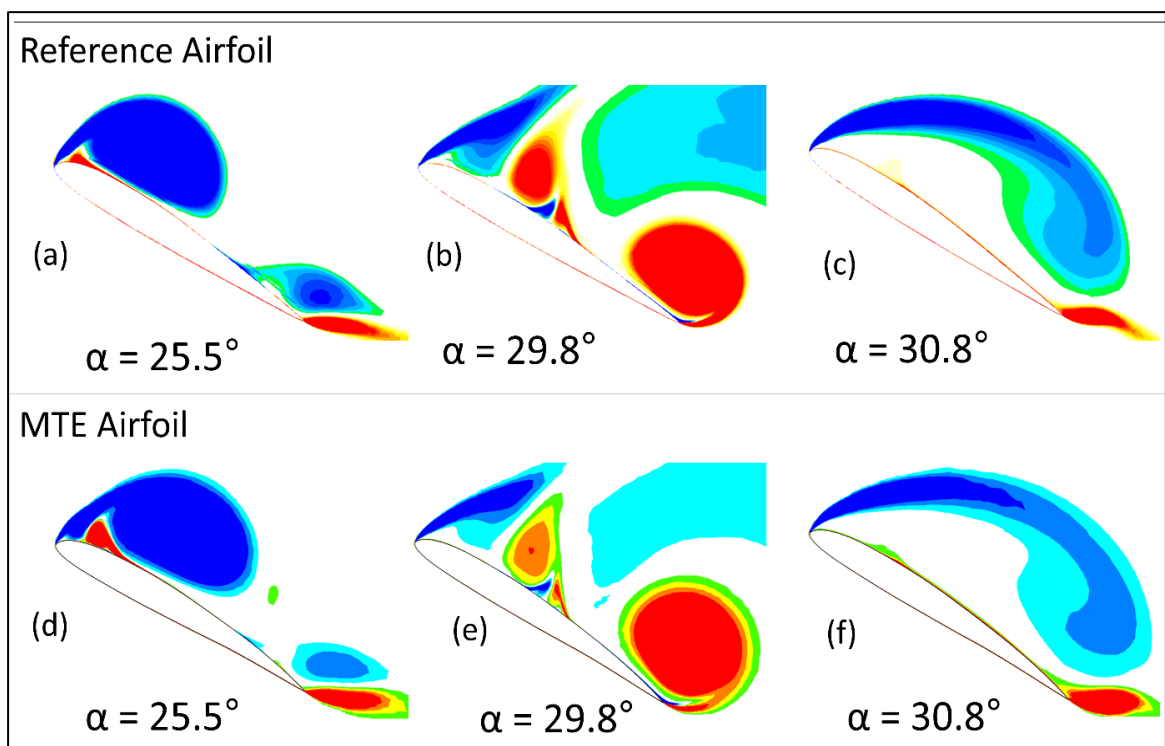 Reference Airfoil
(a)
(b)
(c)
α = 25.5°
α = 29.8°
α = 30.8°
MTE Airfoil
(d)
(e)
(f)
α = 25.5°
α = 29.8°
α = 30.8°